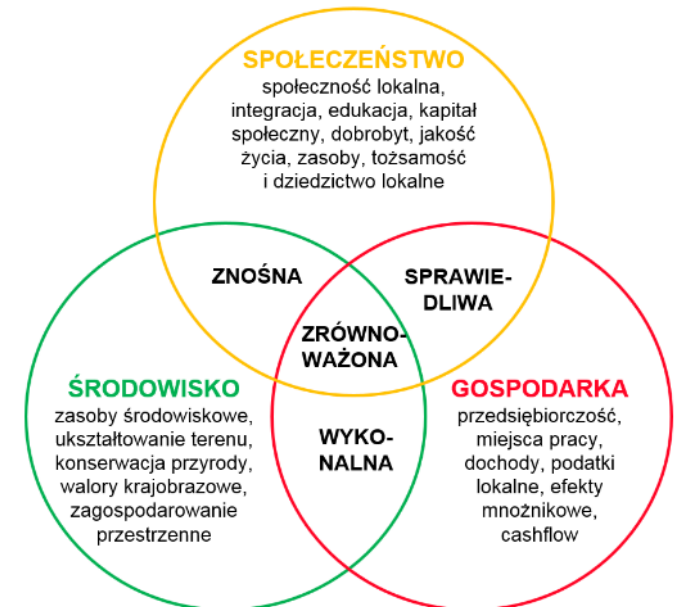 SPOŁECZEŃSTWO
społeczność lokalna,
integracja, edukacja, kapitał
społeczny, dobrobyt, jakość
życia, zasoby, tożsamość
i dziedzictwo lokalne
ZNOŚNA
SPRAWIE-
DLIWA
ZRÓWNO-
WAŻONA
ŚRODOWISKO
zasoby środowiskowe,
ukształtowanie terenu,
konserwacja przyrody,
walory krajobrazowe,
zagospodarowanie
przestrzenne
WYKO-
NALNA
GOSPODARKA
przedsiębiorczość,
miejsca pracy,
dochody, podatki
lokalne, efekty
mnożnikowe,
cashflow